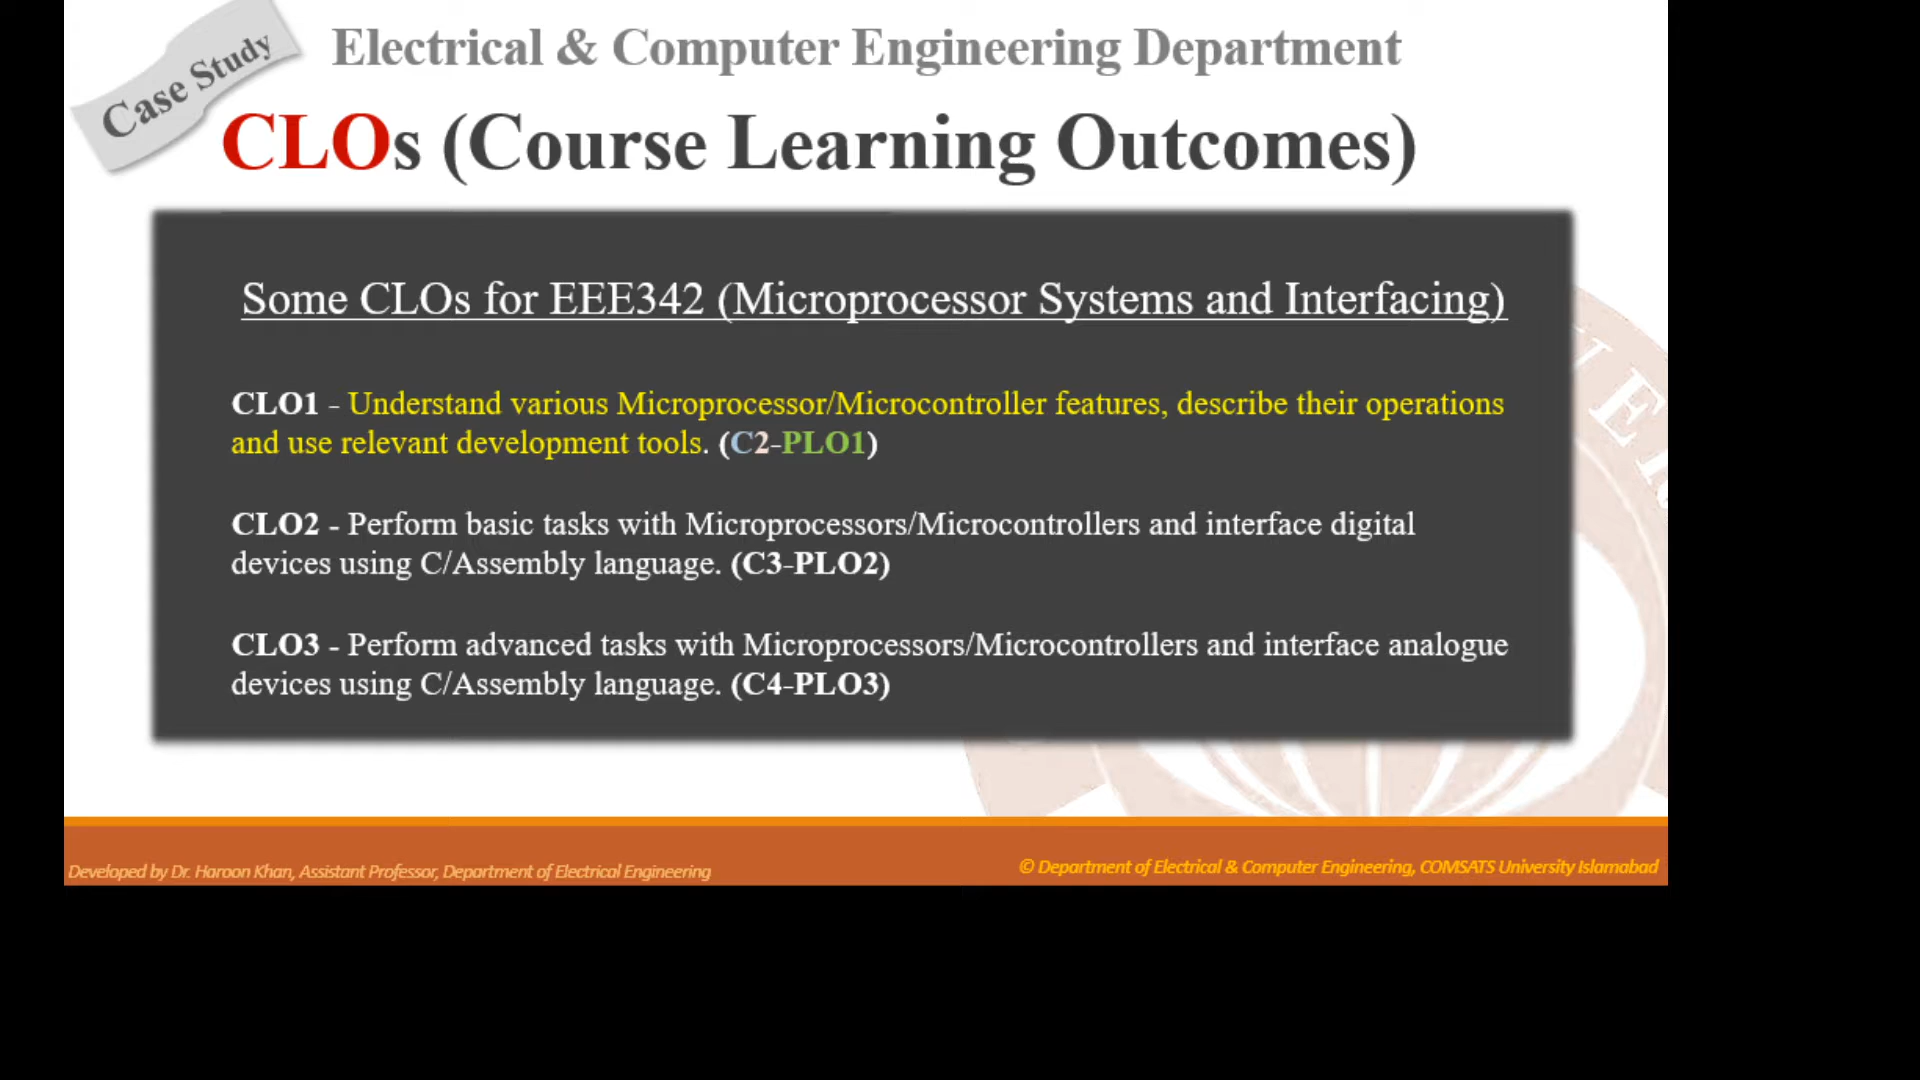 Case Study
Electrical & Computer Engineering Department
CLOs (Course Learning Outcomes)
Some CLOs for EEE342 (Microprocessor Systems and Interfacing)
CLO1 - Understand various Microprocessor/Microcontroller features, describe their operations
and use relevant development tools. (C2-PLO1)
CLO2 - Perform basic tasks with Microprocessors/Microcontrollers and interface digital
devices using C/Assembly language. (C3-PLO2)
CLO3 - Perform advanced tasks with Microprocessors/Microcontrollers and interface analogue
devices using C/Assembly language. (C4-PLO3)
Developed by Dr. Haroon Khan, Assistant Professor, Department of Electrical Engineering
© Department of Electrical & Computer Engineering, COMSATS University Islamabad